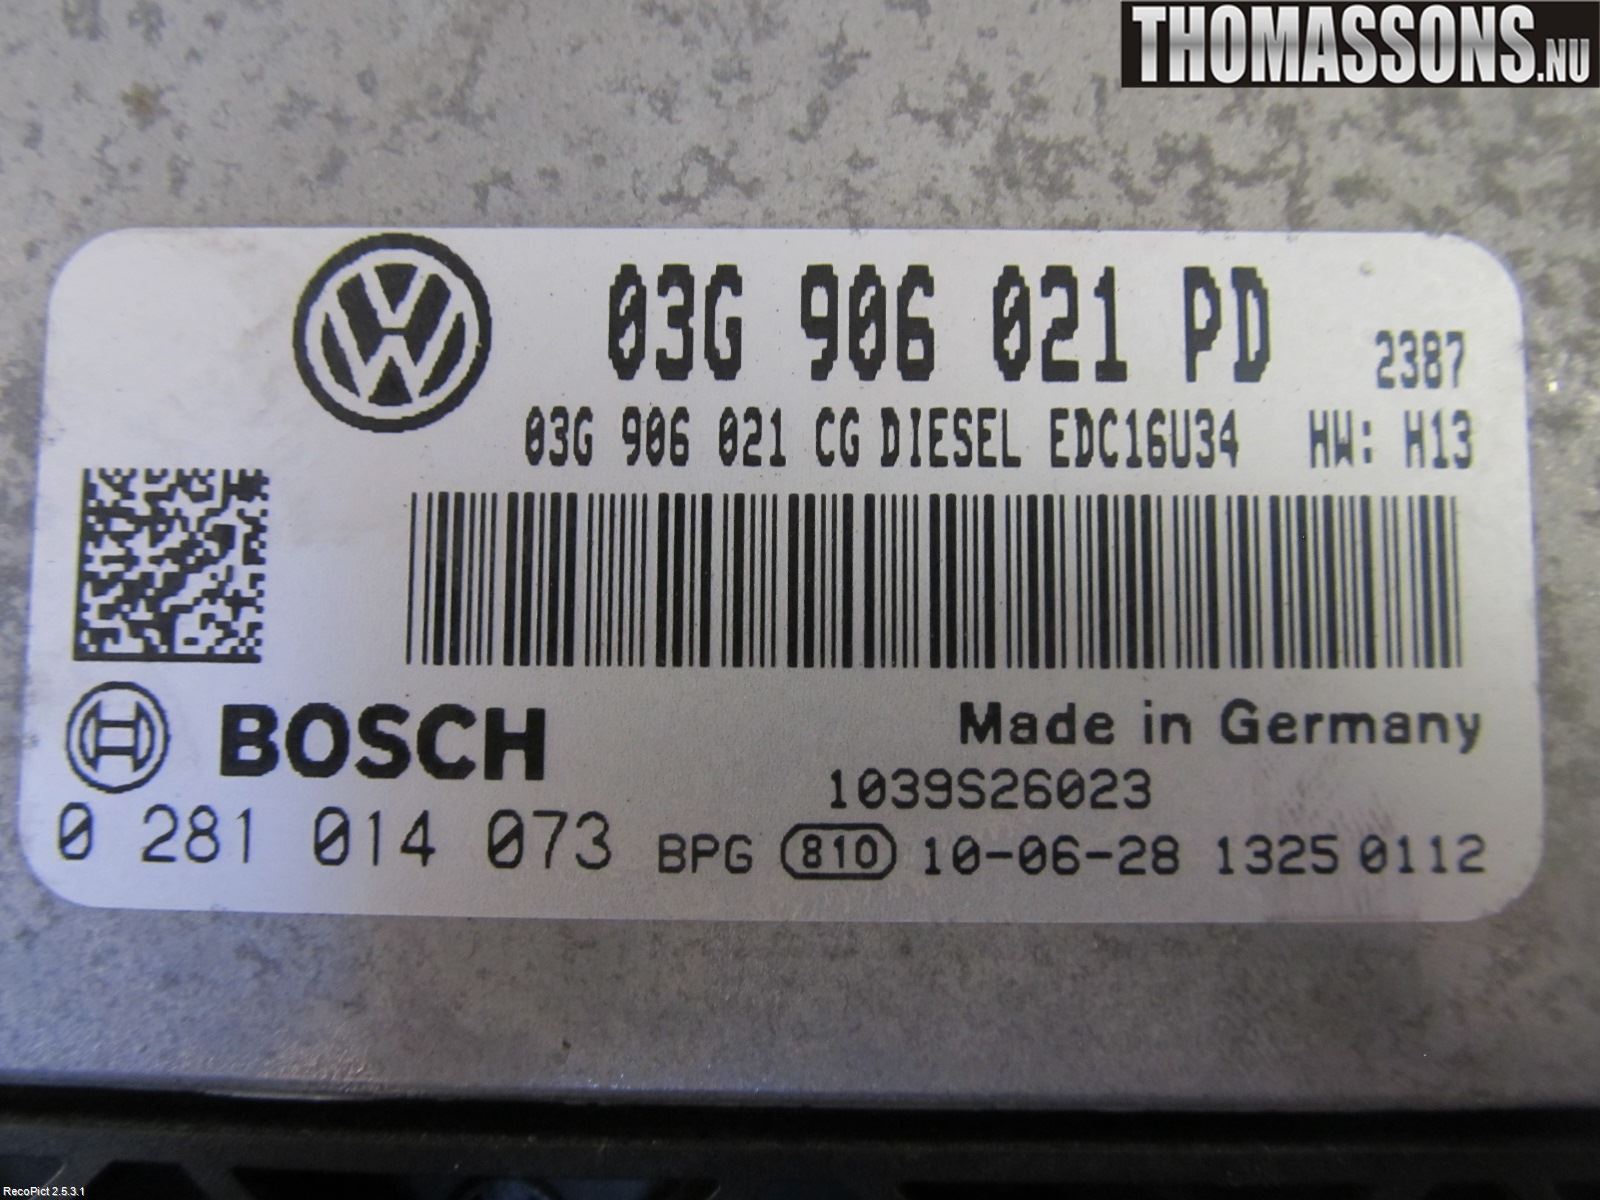 THOMASSONS.NU
03G 906 021 PD 2387
03G 906 021 CG DIESEL EDC16U34 HW: H13
BOSCH
Made in Germany
1039S26023
0 281 014 073 BPG 810 10-06-28 1325 0112
RecoPict 2.5.3.1